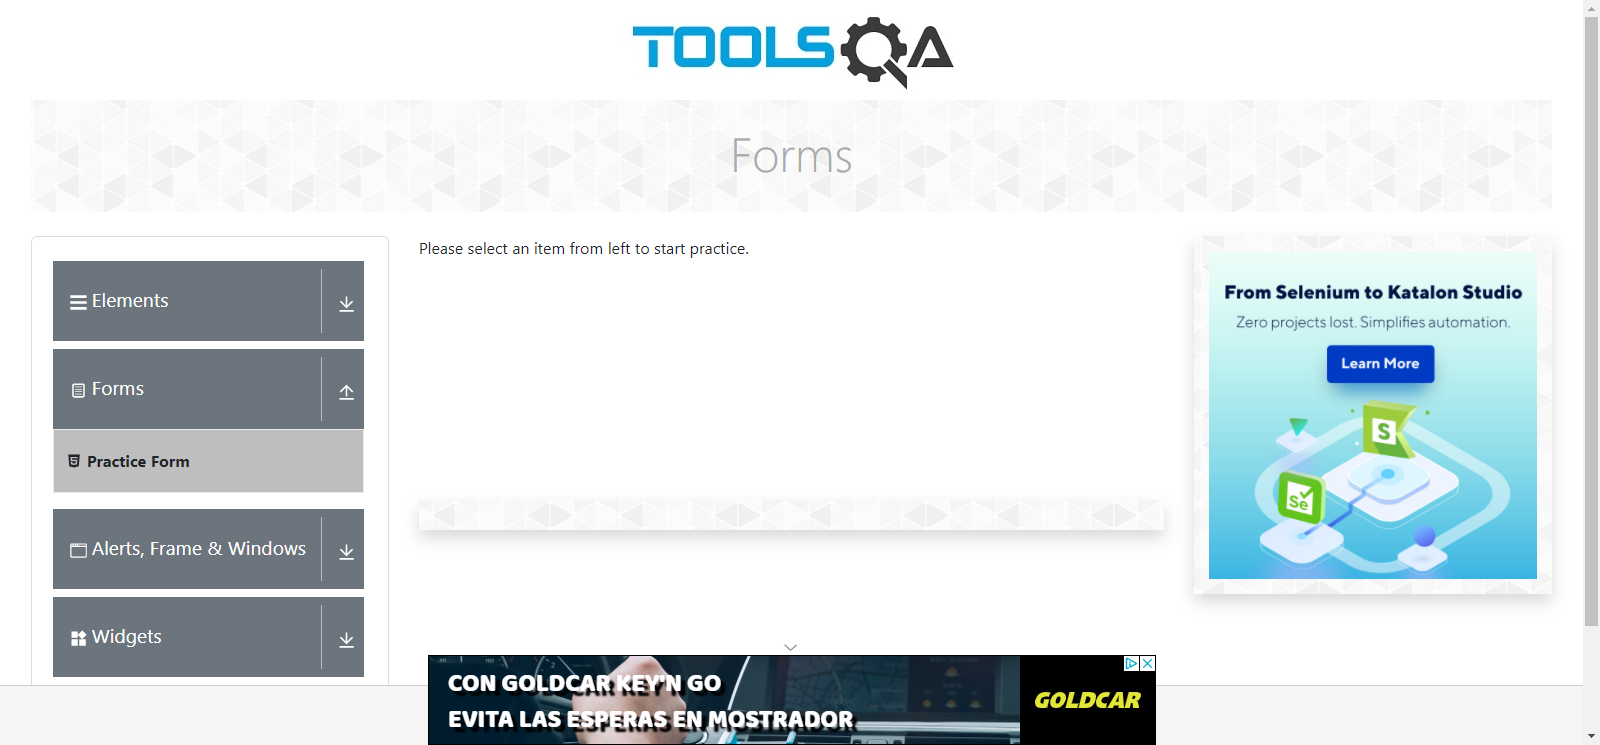 TOOLSQA
Forms
Elements
Forms
Practice Form
Alerts, Frame & Windows
Widgets
Please select an item from left to start practice.
From Selenium to Katalon Studio
Zero projects lost. Simplifies automation.
Learn More
S
Se
CON GOLDCAR KEY'N GO
EVITA LAS ESPERAS EN MOSTRADOR
GOLDCAR